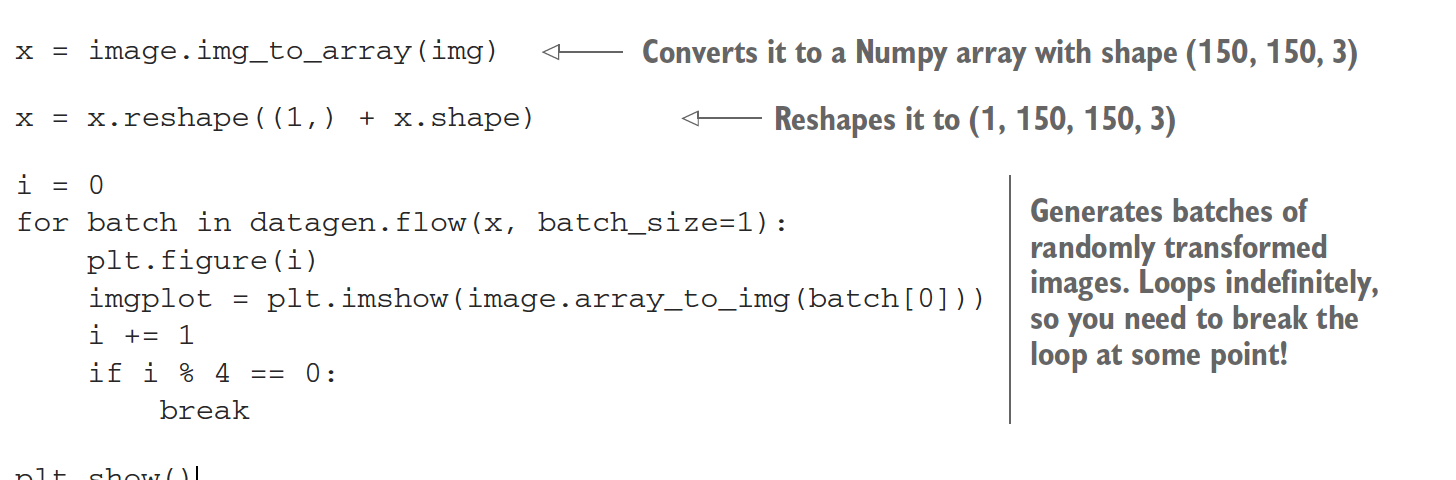 x = image.img_to_array(img)
Converts it to a Numpy array with shape (150, 150, 3)
x = x.reshape((1,) + x.shape)
Reshapes it to (1, 150, 150, 3)
i = 0
for batch in datagen.flow(x, batch_size=1):
    plt.figure(i)
    imgplot = plt.imshow(image.array_to_img(batch[0]))
    i += 1
    if i % 4 == 0:
        break
Generates batches of
randomly transformed
images. Loops indefinitely,
so you need to break the
loop at some point!
plt.show()